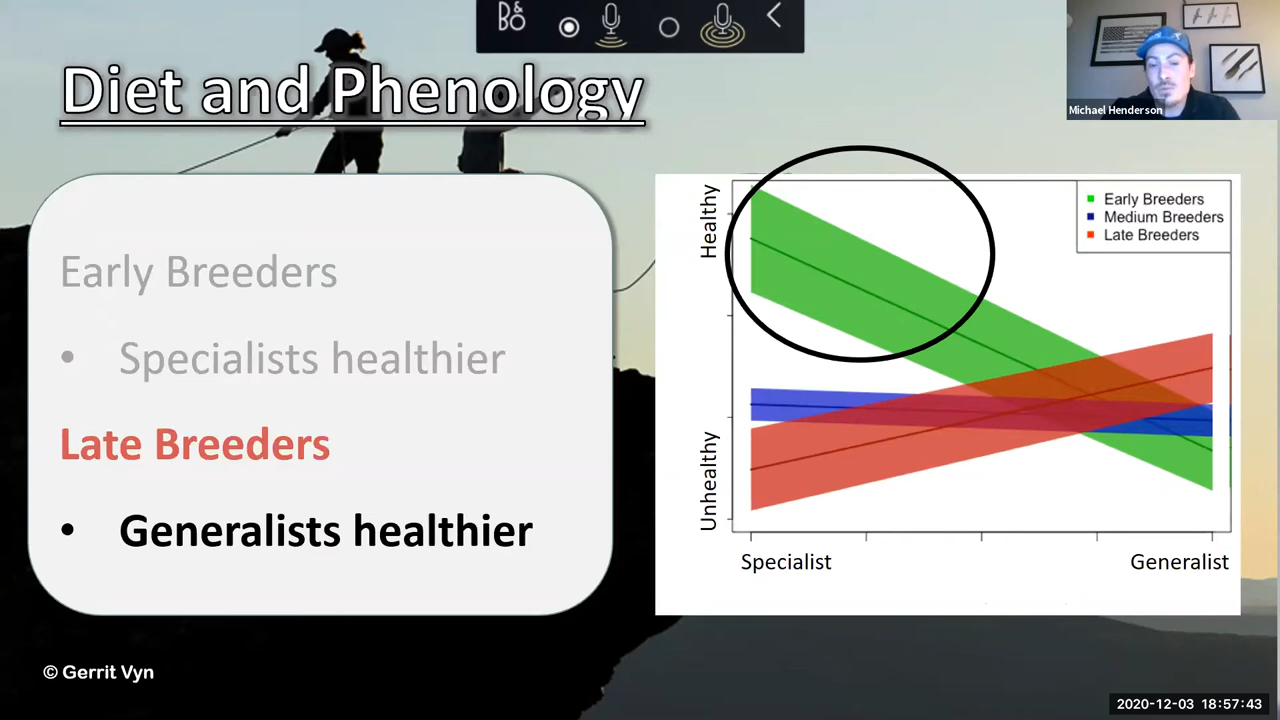 B&
BO
Diet and Phenology
Michael Henderson
Early Breeders
• Specialists healthier
Late Breeders
• Generalists healthier
Healthy
Unhealthy
Early Breeders
Medium Breeders
Late Breeders
Specialist
Generalist
© Gerrit Vyn
2020-12-03 18:57:43